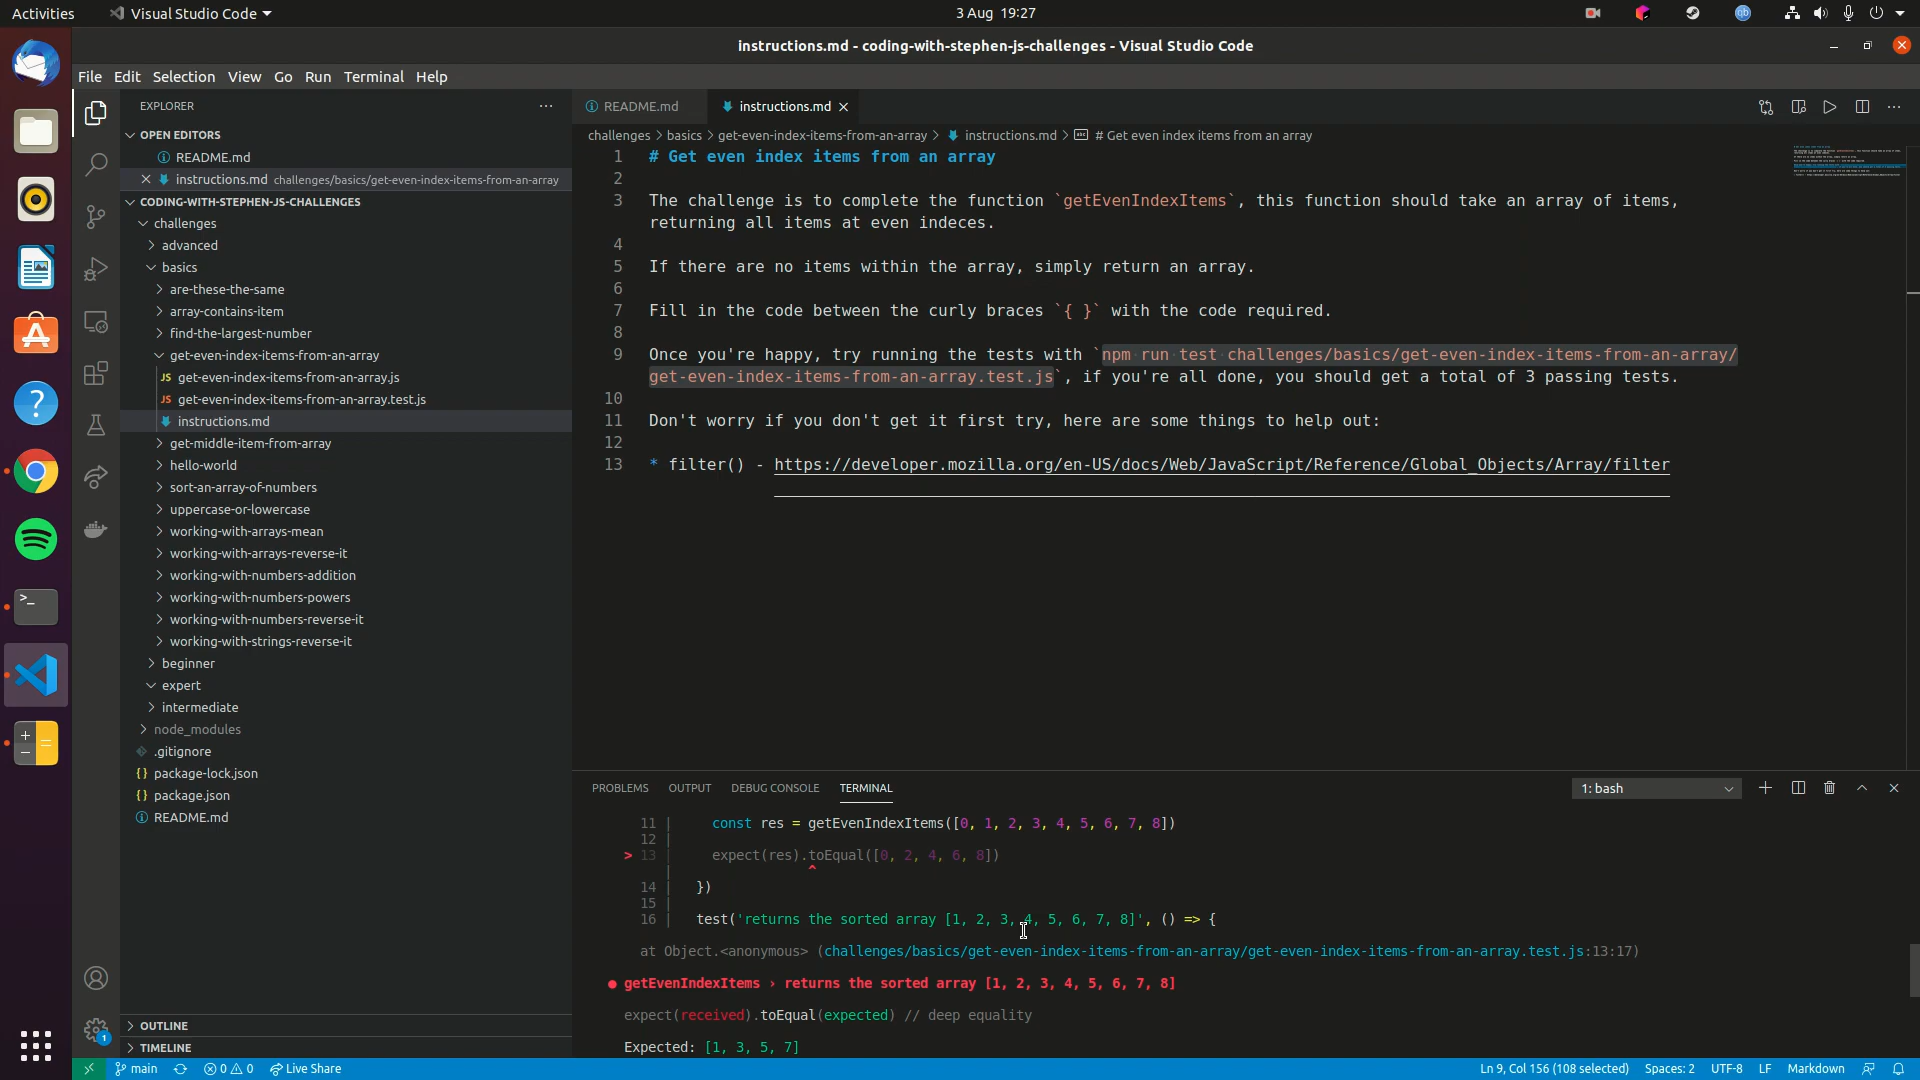 Activities
Visual Studio Code
3 Aug 19:27
instructions.md - coding-with-stephen-js-challenges - Visual Studio Code
File Edit Selection View Go Run Terminal Help
EXPLORER
OPEN EDITORS
README.md
instructions.md challenges/basics/get-even-index-items-from-an-array
CODING-WITH-STEPHEN-JS-CHALLENGES
challenges
advanced
basics
are-these-the-same
array-contains-item
find-the-largest-number
get-even-index-items-from-an-array
JS get-even-index-items-from-an-array.js
JS get-even-index-items-from-an-array.test.js
instructions.md
get-middle-item-from-array
hello-world
sort-an-array-of-numbers
uppercase-or-lowercase
working-with-arrays-mean
working-with-arrays-reverse-it
working-with-numbers-addition
working-with-numbers-powers
working-with-numbers-reverse-it
working-with-strings-reverse-it
beginner
expert
intermediate
node_modules
.gitignore
{} package-lock.json
{} package.json
README.md
OUTLINE
TIMELINE
README.md
instructions.md
challenges > basics > get-even-index-items-from-an-array > instructions.md > # Get even index items from an array
1 # Get even index items from an array
2
3 The challenge is to complete the function `getEvenIndexItems`, this function should take an array of items,
returning all items at even indeces.
4
5 If there are no items within the array, simply return an array.
6
7 Fill in the code between the curly braces `{ }` with the code required.
8
9 Once you're happy, try running the tests with `npm run test challenges/basics/get-even-index-items-from-an-array/
get-even-index-items-from-an-array.test.js`, if you're all done, you should get a total of 3 passing tests.
10
11 Don't worry if you don't get it first try, here are some things to help out:
12
13 * filter() - https://developer.mozilla.org/en-US/docs/Web/JavaScript/Reference/Global_Objects/Array/filter
PROBLEMS OUTPUT DEBUG CONSOLE TERMINAL
1: bash
11 | const res = getEvenIndexItems([0, 1, 2, 3, 4, 5, 6, 7, 8])
12 |
> 13 | expect(res).toEqual([0, 2, 4, 6, 8])
| ^
14 | })
15 |
16 | test('returns the sorted array [1, 2, 3, 4, 5, 6, 7, 8]', () => {
at Object.<anonymous> (challenges/basics/get-even-index-items-from-an-array/get-even-index-items-from-an-array.test.js:13:17)
● getEvenIndexItems › returns the sorted array [1, 2, 3, 4, 5, 6, 7, 8]
expect(received).toEqual(expected) // deep equality
Expected: [1, 3, 5, 7]
1
main
0 0
Live Share
Ln 9, Col 156 (108 selected)
Spaces: 2
UTF-8
LF
Markdown